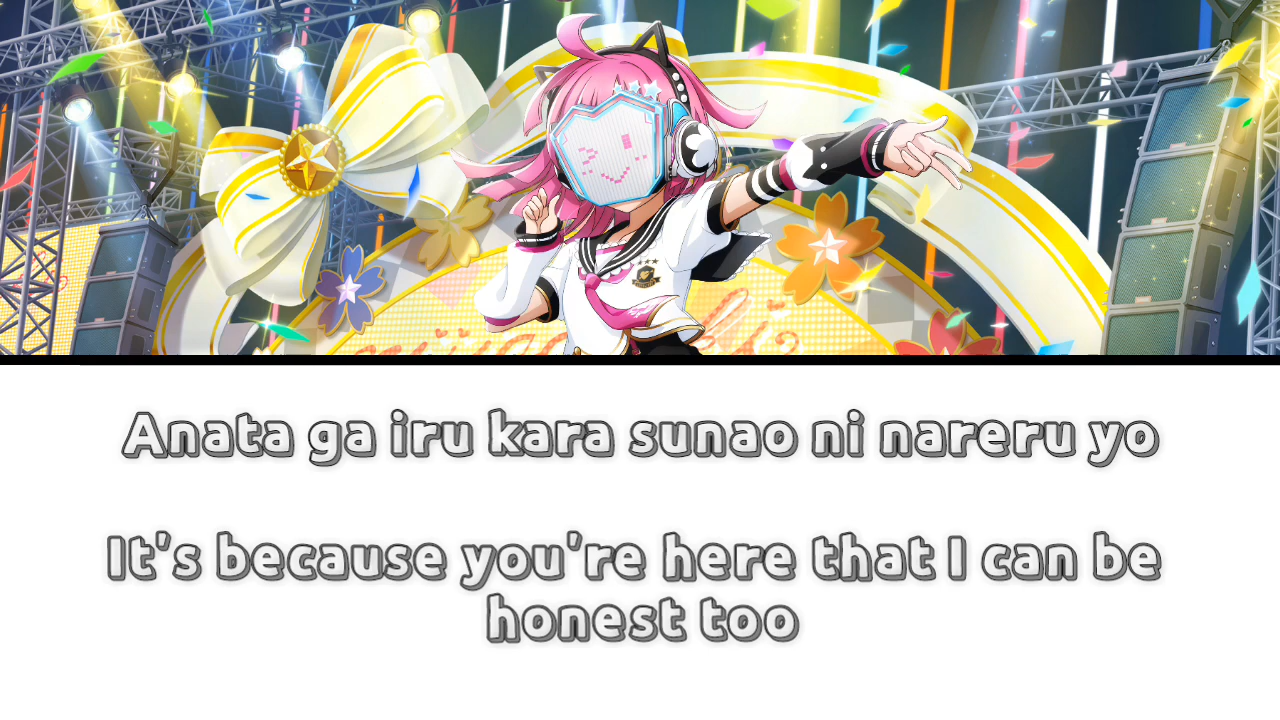 Anata ga iru kara sunao ni nareru yo
It's because you're here that I can be
honest too